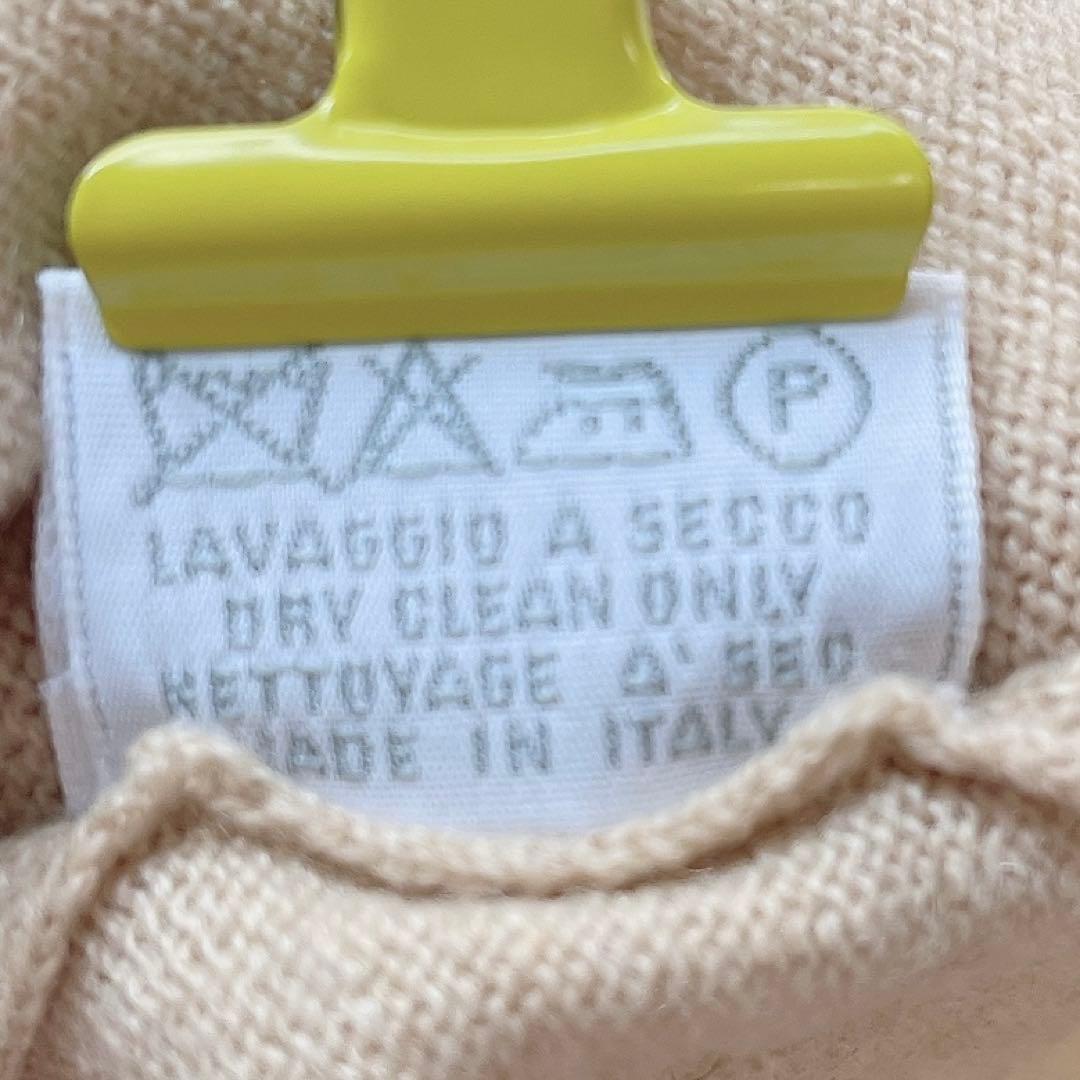 P
LAVAGGIO A SECCO
DRY CLEAN ONLY
NETTOYAGE A' SEC
MADE IN ITALY